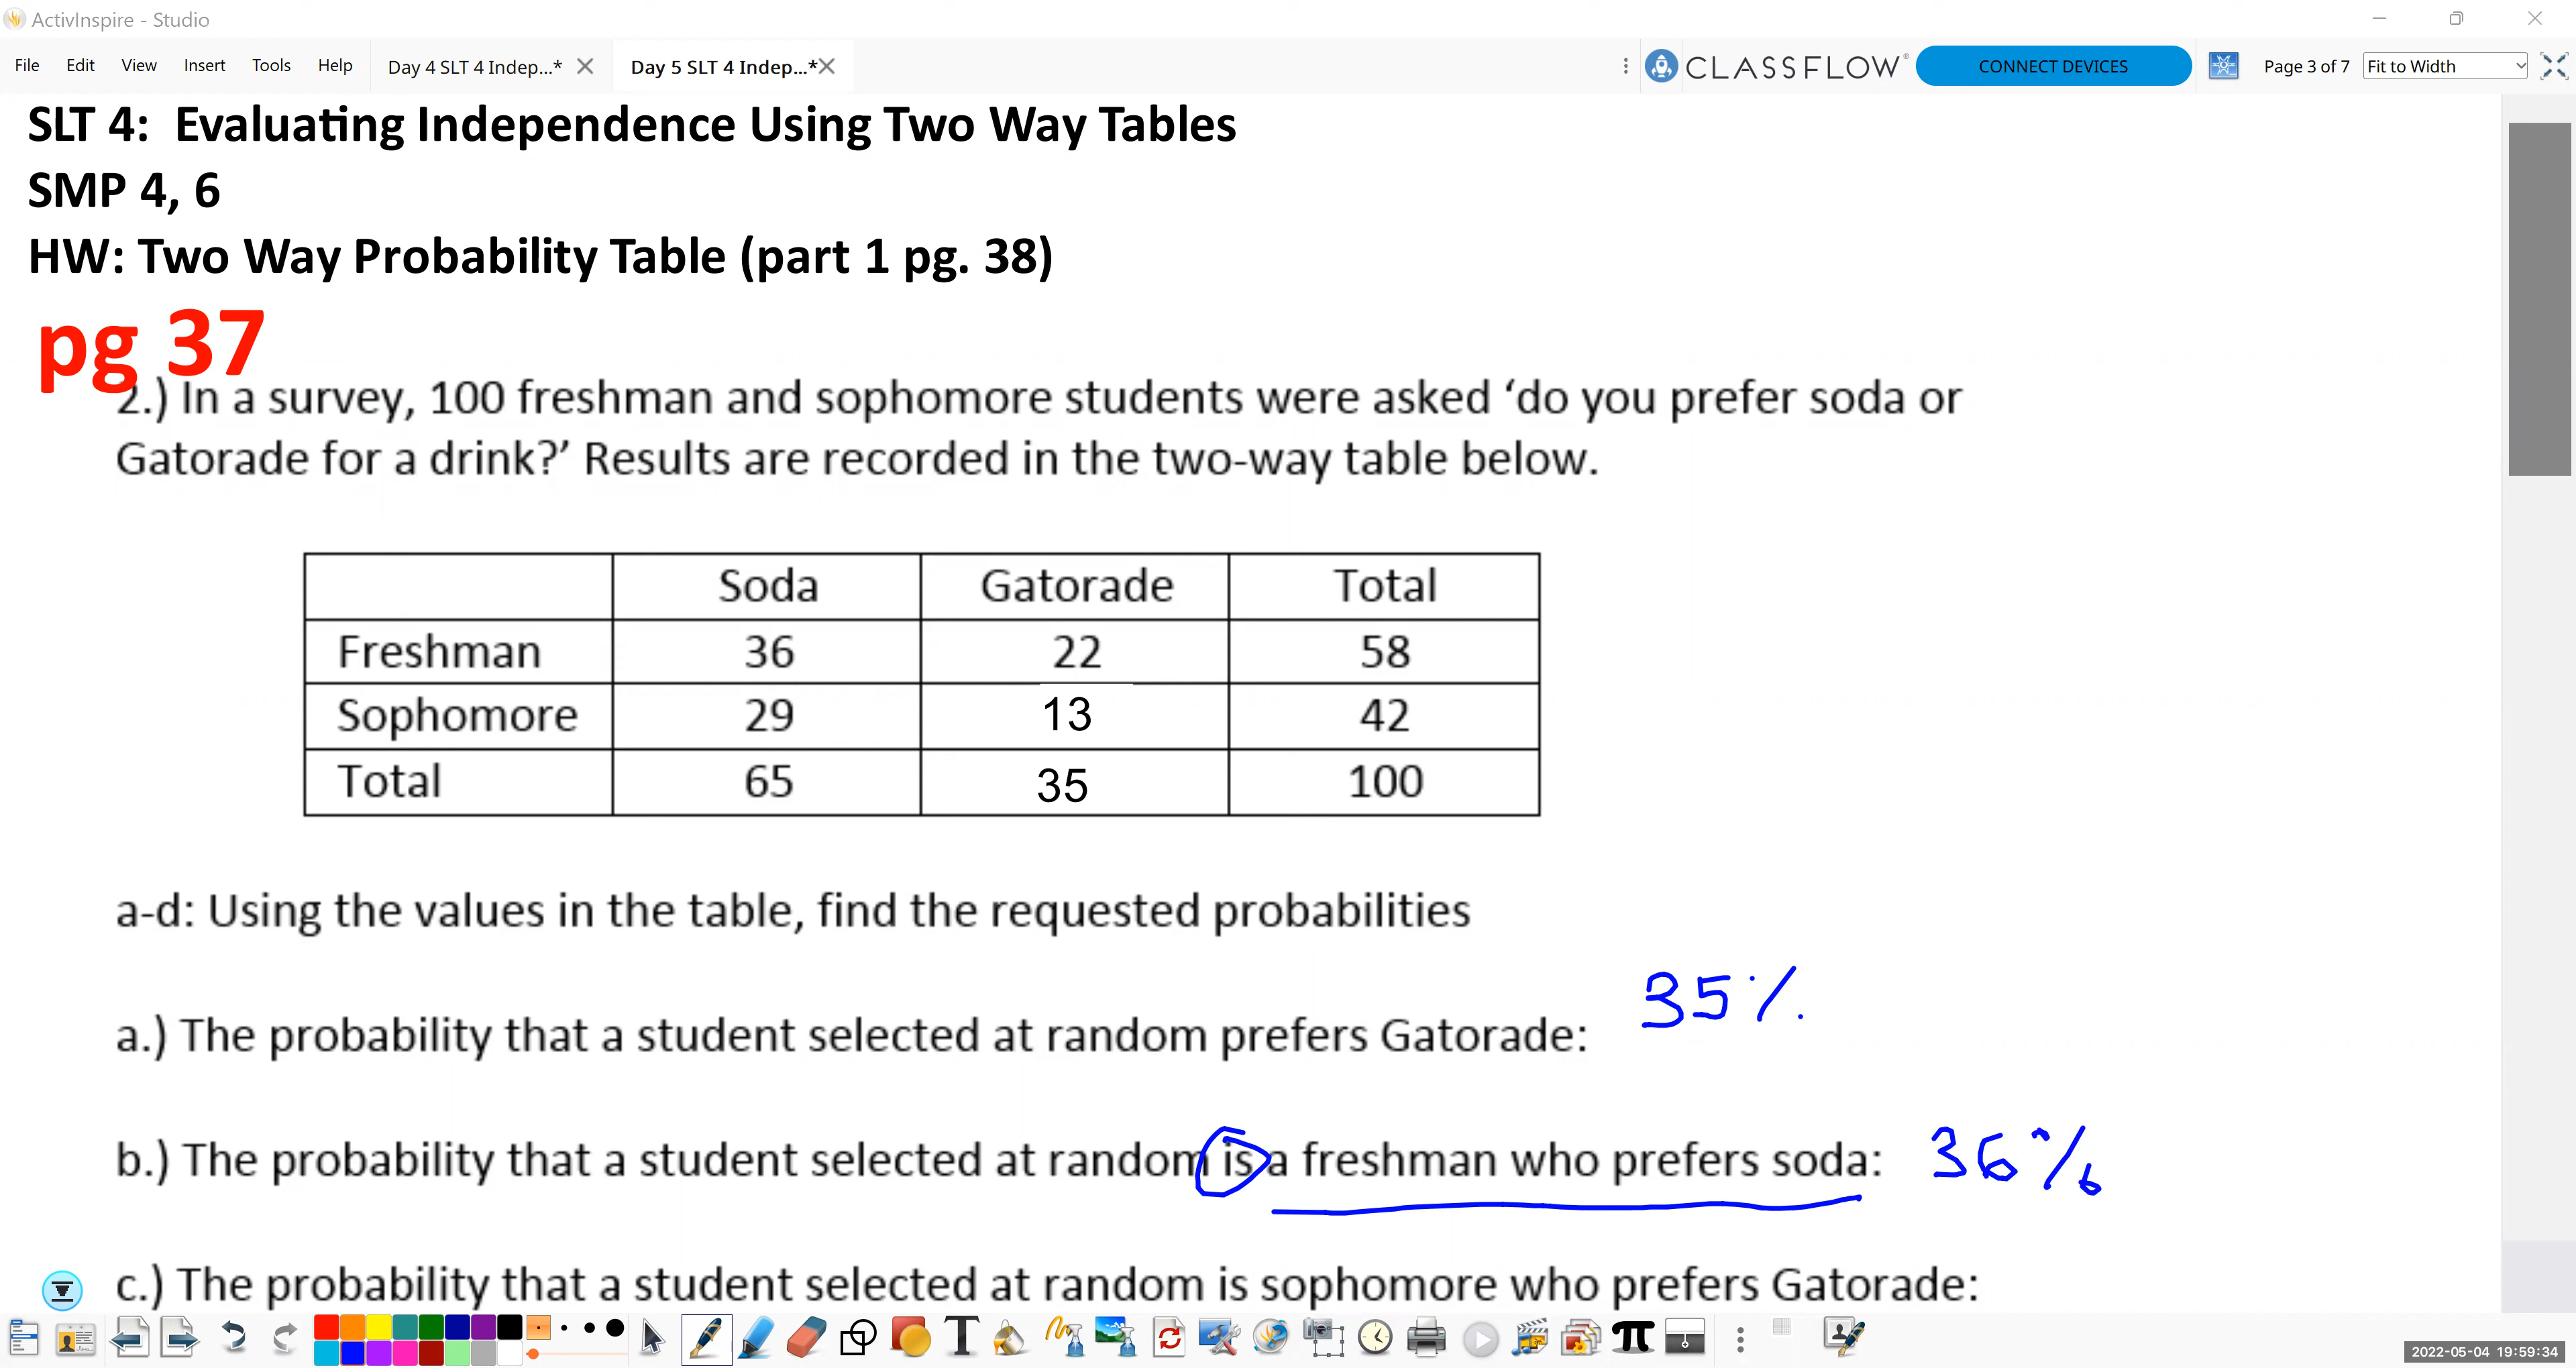 ActivInspire - Studio
File Edit View Insert Tools Help Day 4 SLT 4 Indep...* Day 5 SLT 4 Indep...* CLASSFLOW CONNECT DEVICES Page 3 of 7 Fit to Width
SLT 4: Evaluating Independence Using Two Way Tables
SMP 4, 6
HW: Two Way Probability Table (part 1 pg. 38)
pg 37
2.) In a survey, 100 freshman and sophomore students were asked ‘do you prefer soda or
Gatorade for a drink?’ Results are recorded in the two-way table below.
Soda Gatorade Total
Freshman 36 22 58
Sophomore 29 13 42
Total 65 35 100
a-d: Using the values in the table, find the requested probabilities
a.) The probability that a student selected at random prefers Gatorade: 35%
b.) The probability that a student selected at random is a freshman who prefers soda: 36%
c.) The probability that a student selected at random is sophomore who prefers Gatorade:
2022-05-04 19:59:34